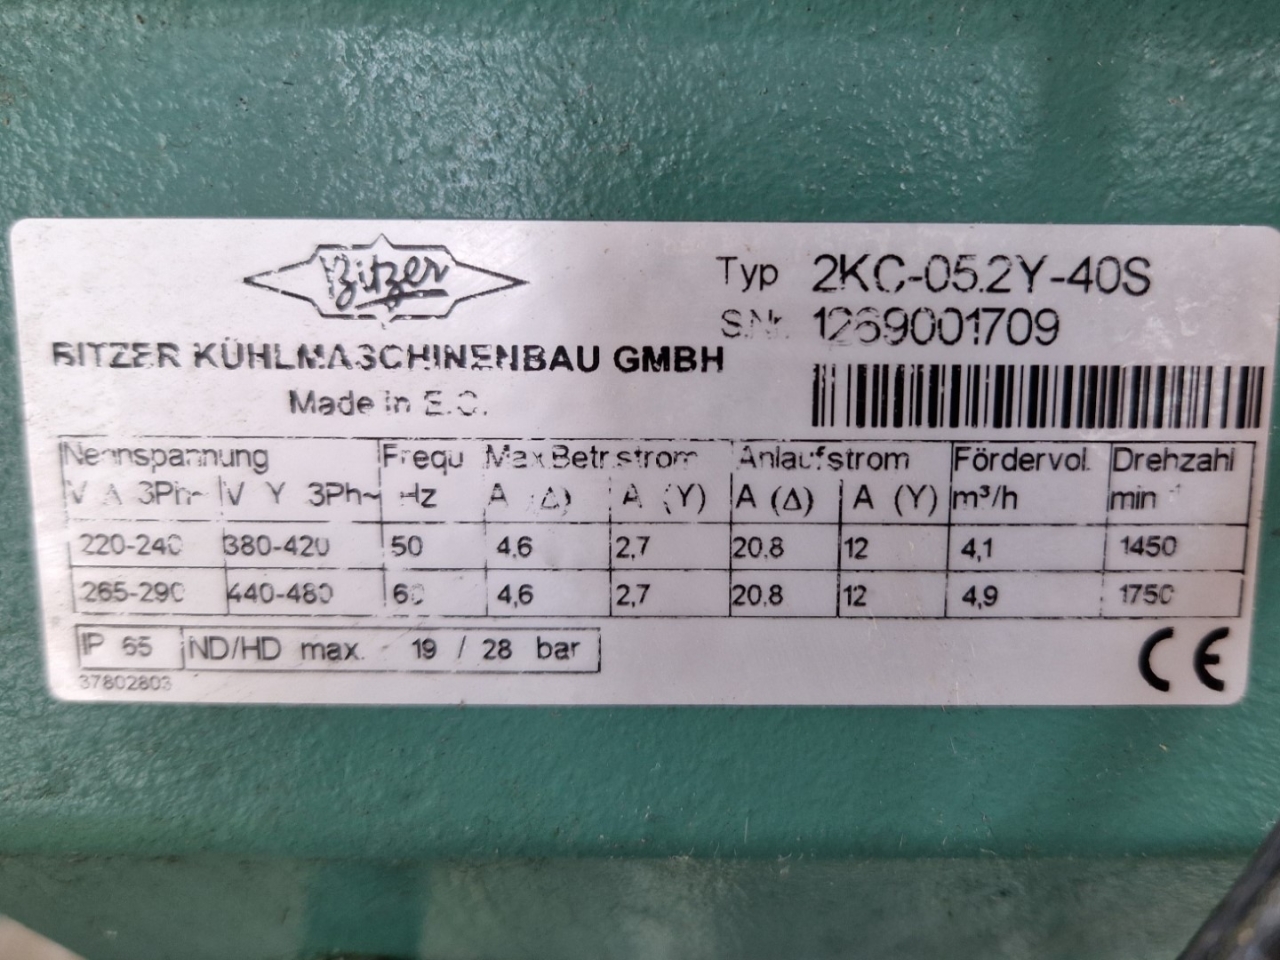 Bitzer
BITZER KÜHLMASCHINENBAU GMBH
Made in E.C.
Typ 2KC-05.2Y-40S
S.Nr. 1269001709
Nennspannung Frequ Max.Betr.strom Anlaufstrom Fördervol. Drehzahl
V Δ 3Ph~ V Y 3Ph~ Hz A (Δ) A (Y) A (Δ) A (Y) m³/h min⁻¹
220-240 380-420 50 4,6 2,7 20,8 12 4,1 1450
265-290 440-480 60 4,6 2,7 20,8 12 4,9 1750
IP 65 ND/HD max. 19 / 28 bar
37802803
CE